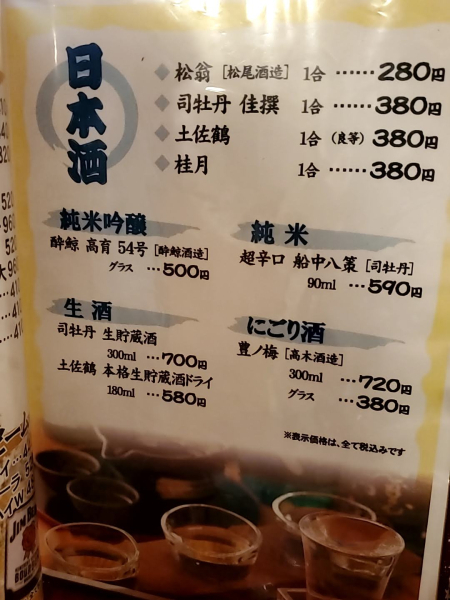 日本酒
松翁 [松尾酒造] 1合 ……280円
司牡丹 佳撰 1合 ……380円
土佐鶴 1合 (良等) 380円
桂月 1合 ……380円
純米吟醸
酔鯨 高育 54号 [酔鯨酒造]
グラス …500円
純米
超辛口 船中八策 [司牡丹]
90ml …590円
生酒
司牡丹 生貯蔵酒
300ml …700円
土佐鶴 本格生貯蔵酒ドライ
180ml …580円
にごり酒
豊ノ梅 [高木酒造]
300ml …720円
グラス …380円
※表示価格は、全て税込みです